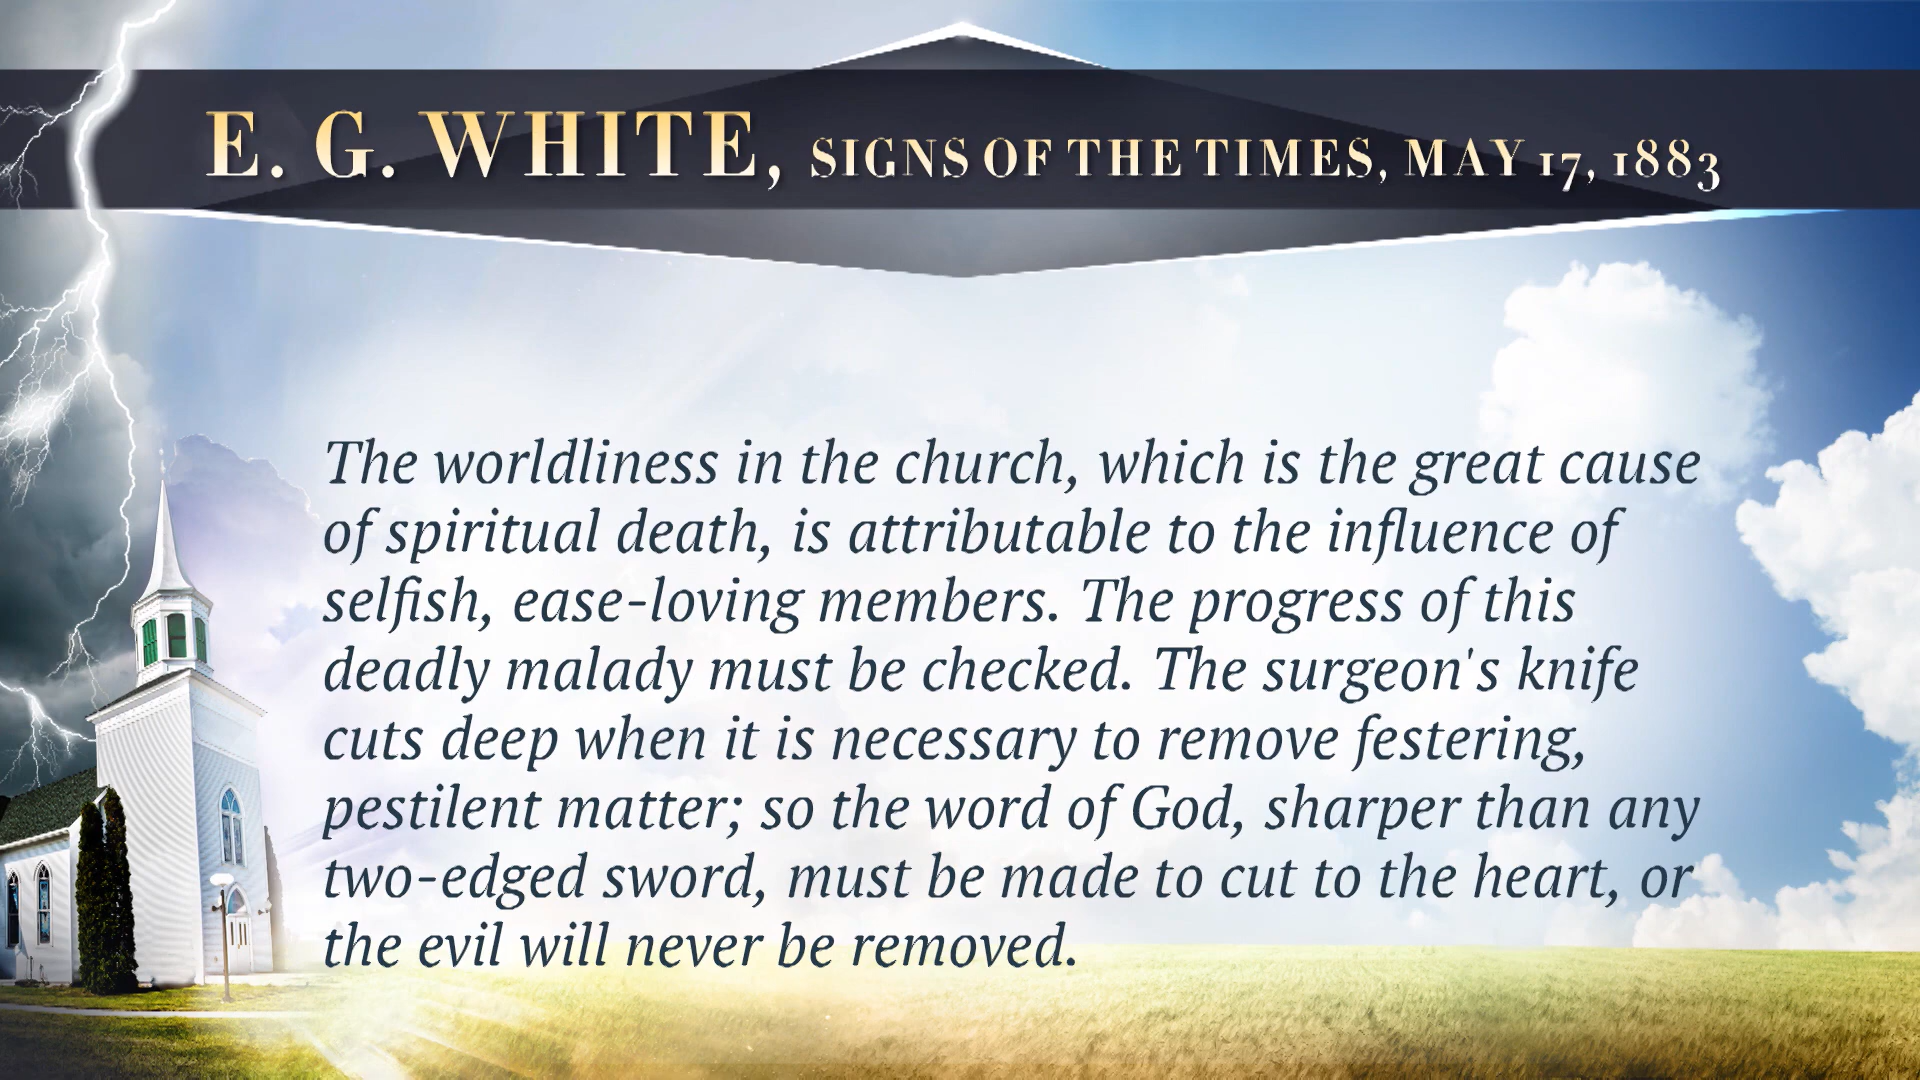 E. G. WHITE, SIGNS OF THE TIMES, MAY 17, 1883
The worldliness in the church, which is the great cause
of spiritual death, is attributable to the influence of
selfish, ease-loving members. The progress of this
deadly malady must be checked. The surgeon's knife
cuts deep when it is necessary to remove festering,
pestilent matter; so the word of God, sharper than any
two-edged sword, must be made to cut to the heart, or
the evil will never be removed.